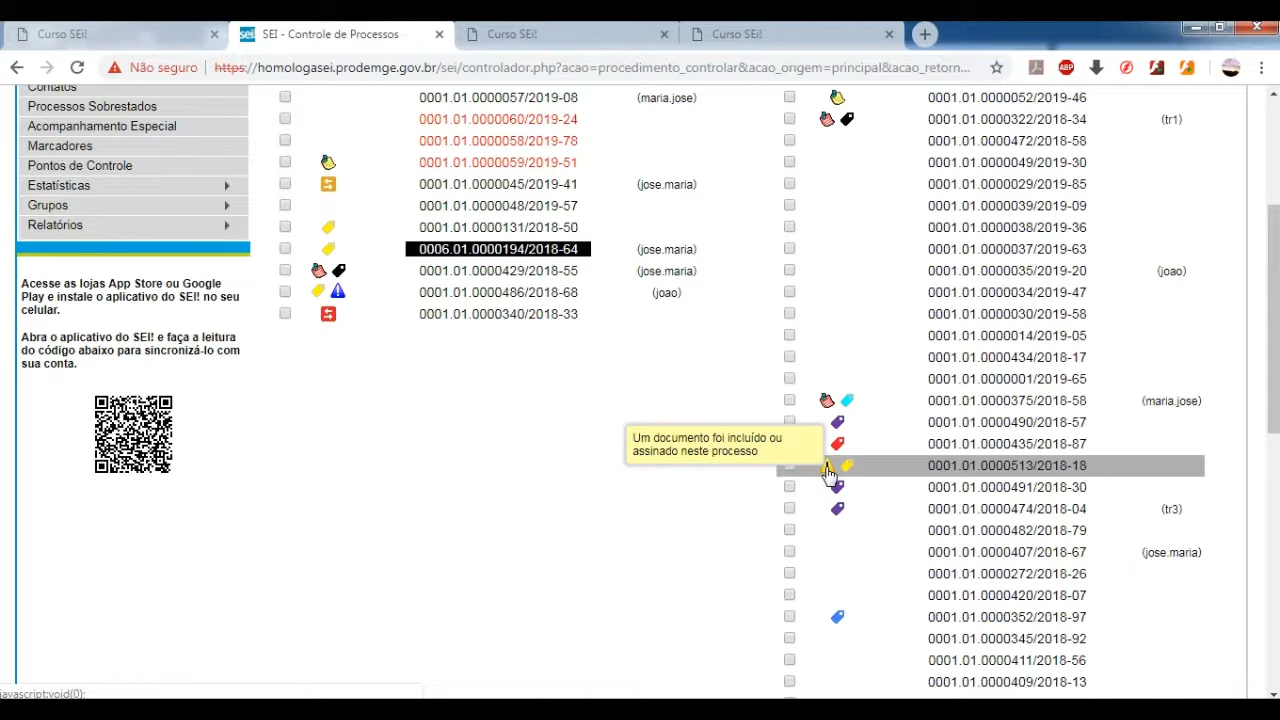 Curso SEi!
sei!
SEI - Controle de Processos
Curso SEi!
Curso SEi!
Não seguro
https://homologasei.prodemge.gov.br/sei/controlador.php?acao=procedimento_controlar&acao_origem=principal&acao_retorn...
ABP
Contatos
Processos Sobrestados
Acompanhamento Especial
Marcadores
Pontos de Controle
Estatísticas
Grupos
Relatórios
Acesse as lojas App Store ou Google
Play e instale o aplicativo do SEI! no seu
celular.
Abra o aplicativo do SEI! e faça a leitura
do código abaixo para sincronizá-lo com
sua conta.
0001.01.0000057/2019-08 (maria.jose)
0001.01.0000060/2019-24
0001.01.0000058/2019-78
0001.01.0000059/2019-51
0001.01.0000045/2019-41 (jose.maria)
0001.01.0000048/2019-57
0001.01.0000131/2018-50
0006.01.0000194/2018-64 (jose.maria)
0001.01.0000429/2018-55 (jose.maria)
0001.01.0000486/2018-68 (joao)
0001.01.0000340/2018-33
0001.01.0000052/2019-46
0001.01.0000322/2018-34 (tr1)
0001.01.0000472/2018-58
0001.01.0000049/2019-30
0001.01.0000029/2019-85
0001.01.0000039/2019-09
0001.01.0000038/2019-36
0001.01.0000037/2019-63
0001.01.0000035/2019-20 (joao)
0001.01.0000034/2019-47
0001.01.0000030/2019-58
0001.01.0000014/2019-05
0001.01.0000434/2018-17
0001.01.0000001/2019-65
0001.01.0000375/2018-58 (maria.jose)
0001.01.0000490/2018-57
0001.01.0000435/2018-87
0001.01.0000513/2018-18
0001.01.0000491/2018-30
0001.01.0000474/2018-04 (tr3)
0001.01.0000482/2018-79
0001.01.0000407/2018-67 (jose.maria)
0001.01.0000272/2018-26
0001.01.0000420/2018-07
0001.01.0000352/2018-97
0001.01.0000345/2018-92
0001.01.0000411/2018-56
0001.01.0000409/2018-13
Um documento foi incluído ou
assinado neste processo
javascript:void(0);